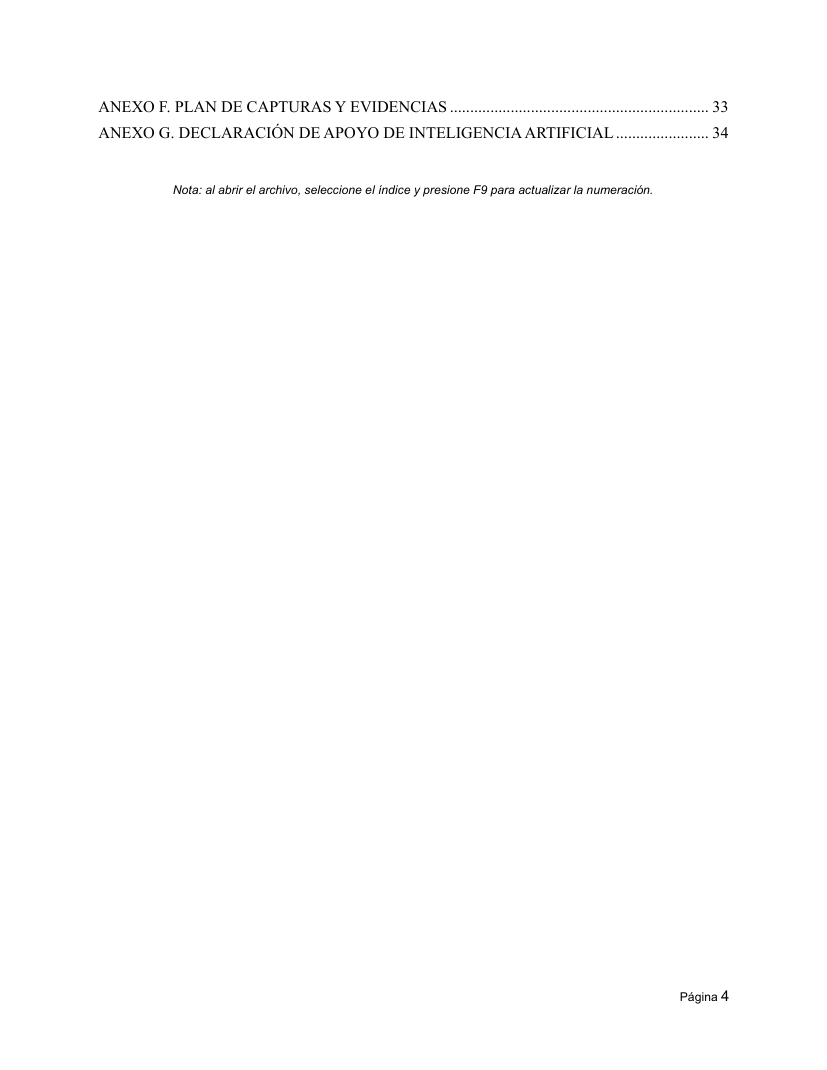 ANEXO F. PLAN DE CAPTURAS Y EVIDENCIAS ................................................................ 33
ANEXO G. DECLARACIÓN DE APOYO DE INTELIGENCIA ARTIFICIAL ....................... 34
Nota: al abrir el archivo, seleccione el índice y presione F9 para actualizar la numeración.
Página 4